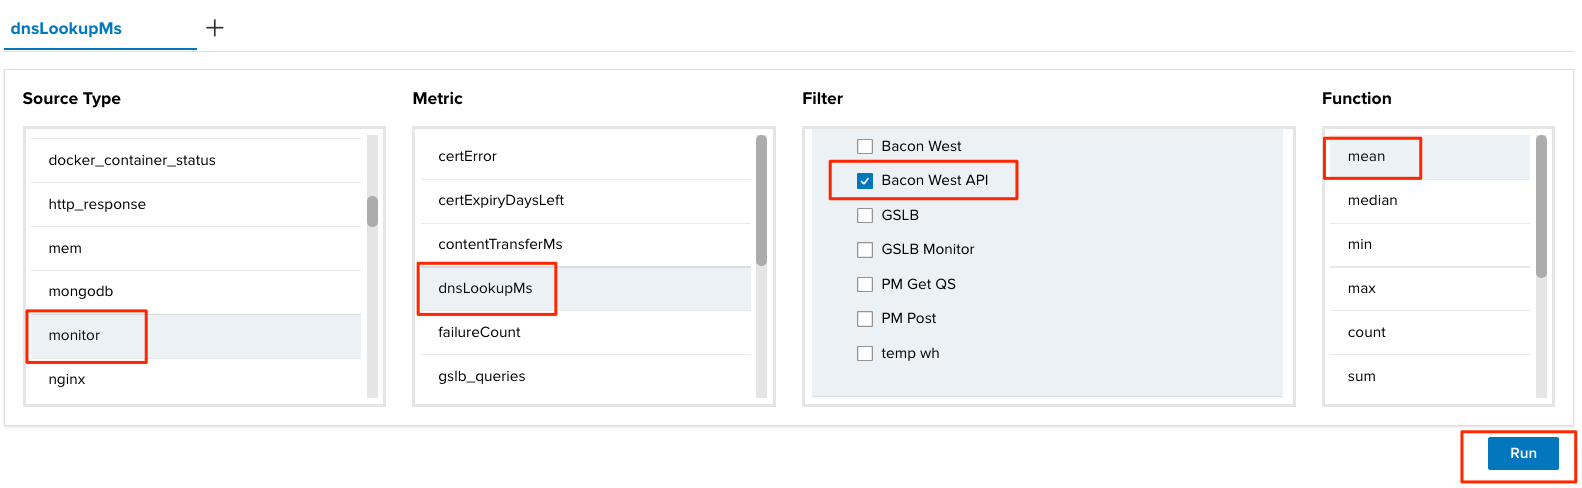 dnsLookupMs +
Source Type
docker_container_status
http_response
mem
mongodb
monitor
nginx
Metric
certError
certExpiryDaysLeft
contentTransferMs
dnsLookupMs
failureCount
gslb_queries
Filter
Bacon West
Bacon West API
GSLB
GSLB Monitor
PM Get QS
PM Post
temp wh
Function
mean
median
min
max
count
sum
Run